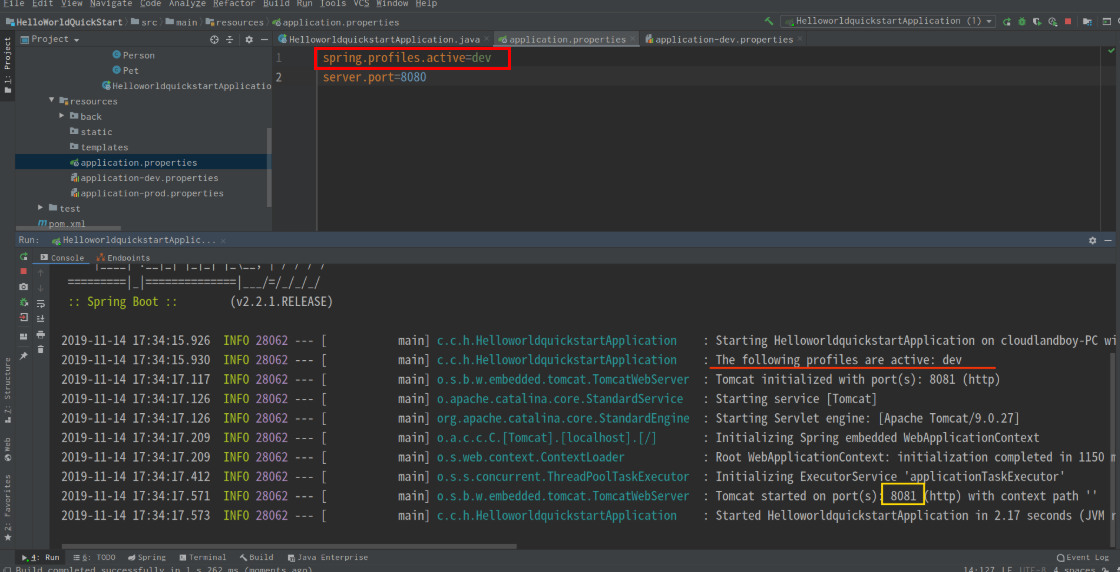 File Edit View Navigate Code Analyze Refactor Build Run Tools VCS Window Help
HelloWorldQuickStart src main resources application.properties HelloworldquickstartApplication (1)
Project HelloworldquickstartApplication.java application.properties application-dev.properties
1: Project
Person
Pet
HelloworldquickstartApplicatio
resources
back
static
templates
application.properties
application-dev.properties
application-prod.properties
test
pom.xml
1 spring.profiles.active=dev
2 server.port=8080
Run: HelloworldquickstartApplic...
Console Endpoints
=========|_|==============|___/=/_/_/_/
:: Spring Boot :: (v2.2.1.RELEASE)
2019-11-14 17:34:15.926 INFO 28062 --- [ main] c.c.h.HelloworldquickstartApplication : Starting HelloworldquickstartApplication on cloudlandboy-PC wi
2019-11-14 17:34:15.930 INFO 28062 --- [ main] c.c.h.HelloworldquickstartApplication : The following profiles are active: dev
2019-11-14 17:34:17.117 INFO 28062 --- [ main] o.s.b.w.embedded.tomcat.TomcatWebServer : Tomcat initialized with port(s): 8081 (http)
2019-11-14 17:34:17.126 INFO 28062 --- [ main] o.apache.catalina.core.StandardService : Starting service [Tomcat]
2019-11-14 17:34:17.126 INFO 28062 --- [ main] org.apache.catalina.core.StandardEngine : Starting Servlet engine: [Apache Tomcat/9.0.27]
2019-11-14 17:34:17.209 INFO 28062 --- [ main] o.a.c.c.C.[Tomcat].[localhost].[/] : Initializing Spring embedded WebApplicationContext
2019-11-14 17:34:17.209 INFO 28062 --- [ main] o.s.web.context.ContextLoader : Root WebApplicationContext: initialization completed in 1150 m
2019-11-14 17:34:17.412 INFO 28062 --- [ main] o.s.s.concurrent.ThreadPoolTaskExecutor : Initializing ExecutorService 'applicationTaskExecutor'
2019-11-14 17:34:17.571 INFO 28062 --- [ main] o.s.b.w.embedded.tomcat.TomcatWebServer : Tomcat started on port(s): 8081 (http) with context path ''
2019-11-14 17:34:17.573 INFO 28062 --- [ main] c.c.h.HelloworldquickstartApplication : Started HelloworldquickstartApplication in 2.17 seconds (JVM r
Z: Structure
Web
2: Favorites
4: Run 6: TODO Spring Terminal Build Java Enterprise Event Log
Build completed successfully in 1 s 262 ms (moments ago) 14:127 LF UTF-8 4 spaces